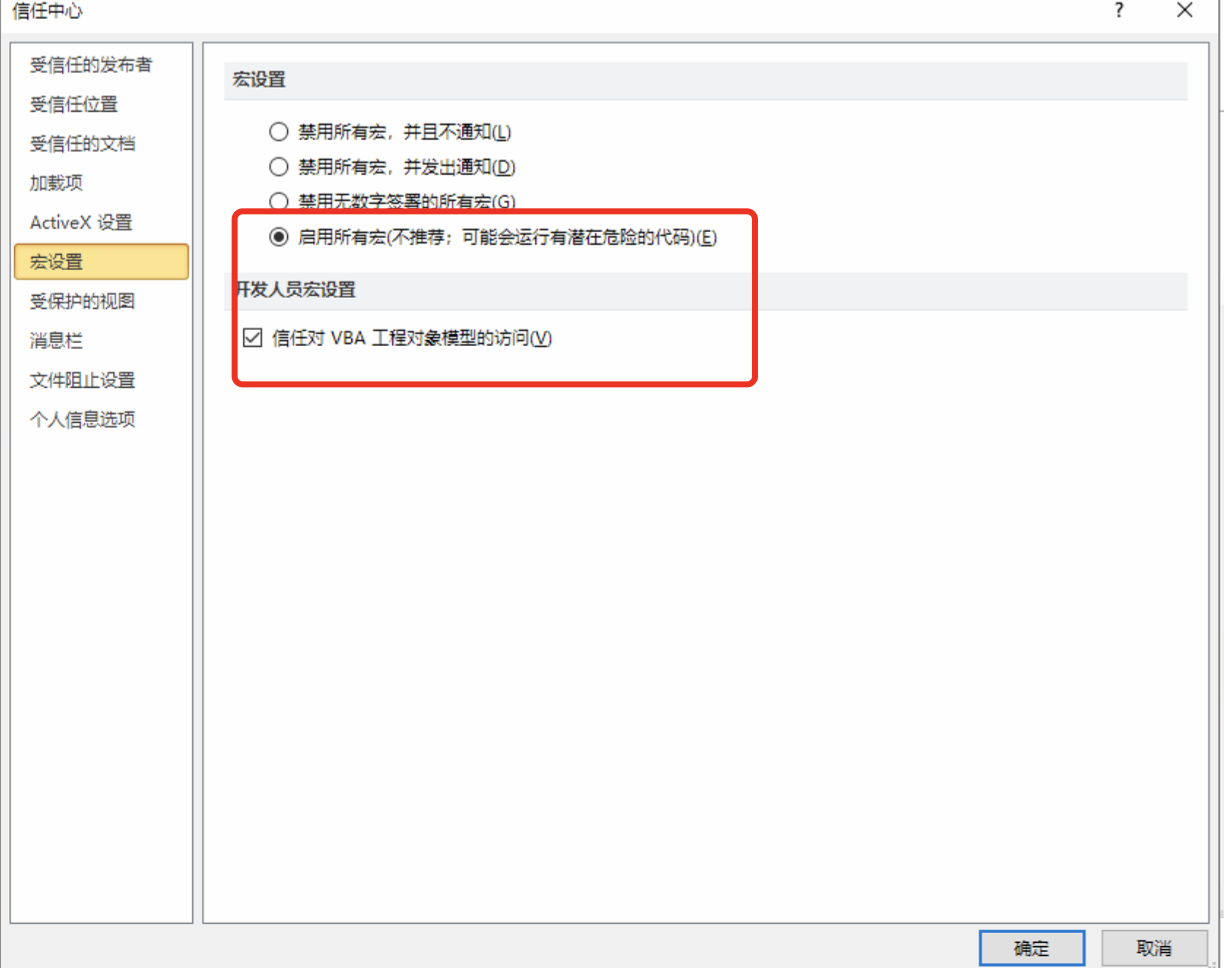 信任中心
?
受信任的发布者
受信任位置
受信任的文档
加载项
ActiveX 设置
宏设置
受保护的视图
消息栏
文件阻止设置
个人信息选项
宏设置
禁用所有宏，并且不通知(L)
禁用所有宏，并发出通知(D)
禁用无数字签署的所有宏(G)
启用所有宏(不推荐；可能会运行有潜在危险的代码)(E)
开发人员宏设置
信任对 VBA 工程对象模型的访问(V)
确定
取消